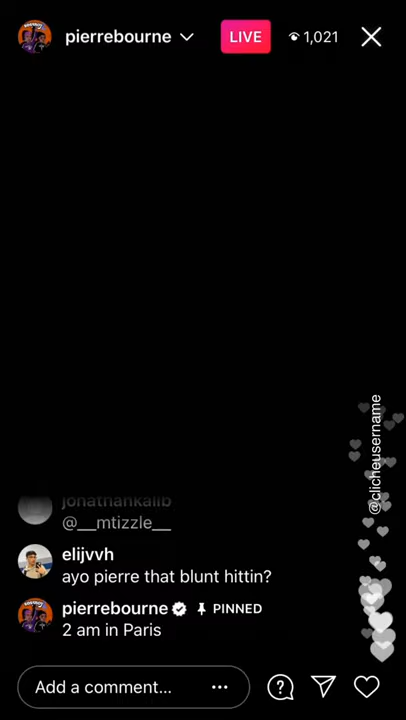 pierrebourne
LIVE
1,021
@clicheusername
jonathankalib
@__mtizzle__
elijvvh
ayo pierre that blunt hittin?
pierrebourne PINNED
2 am in Paris
Add a comment...